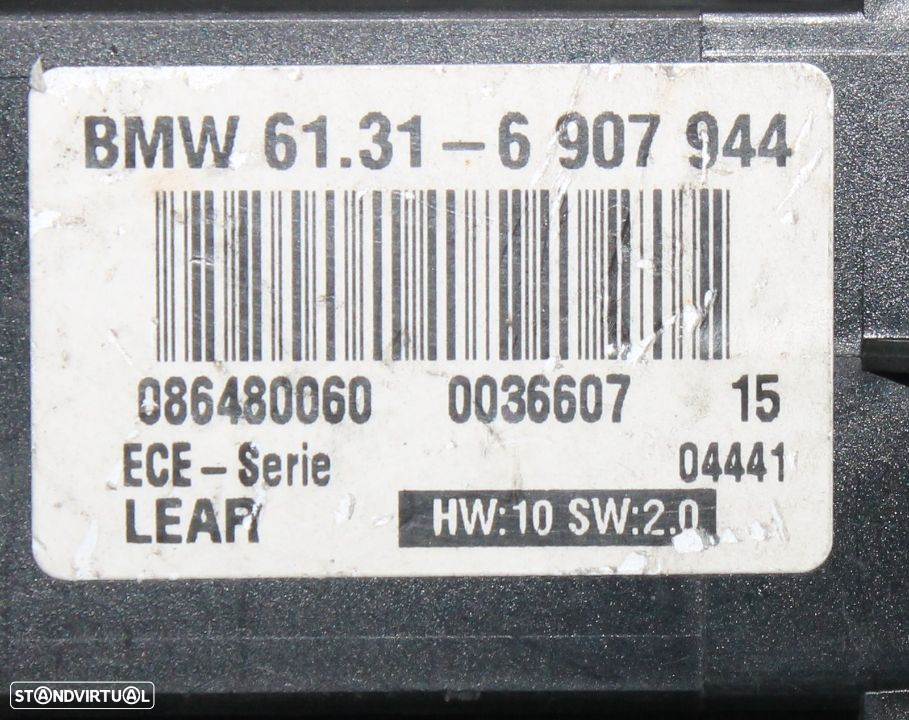 BMW 61.31-6 907 944
086480060 0036607 15
ECE-Serie 04441
LEAR HW:10 SW:2.0
STANDVIRTUAL